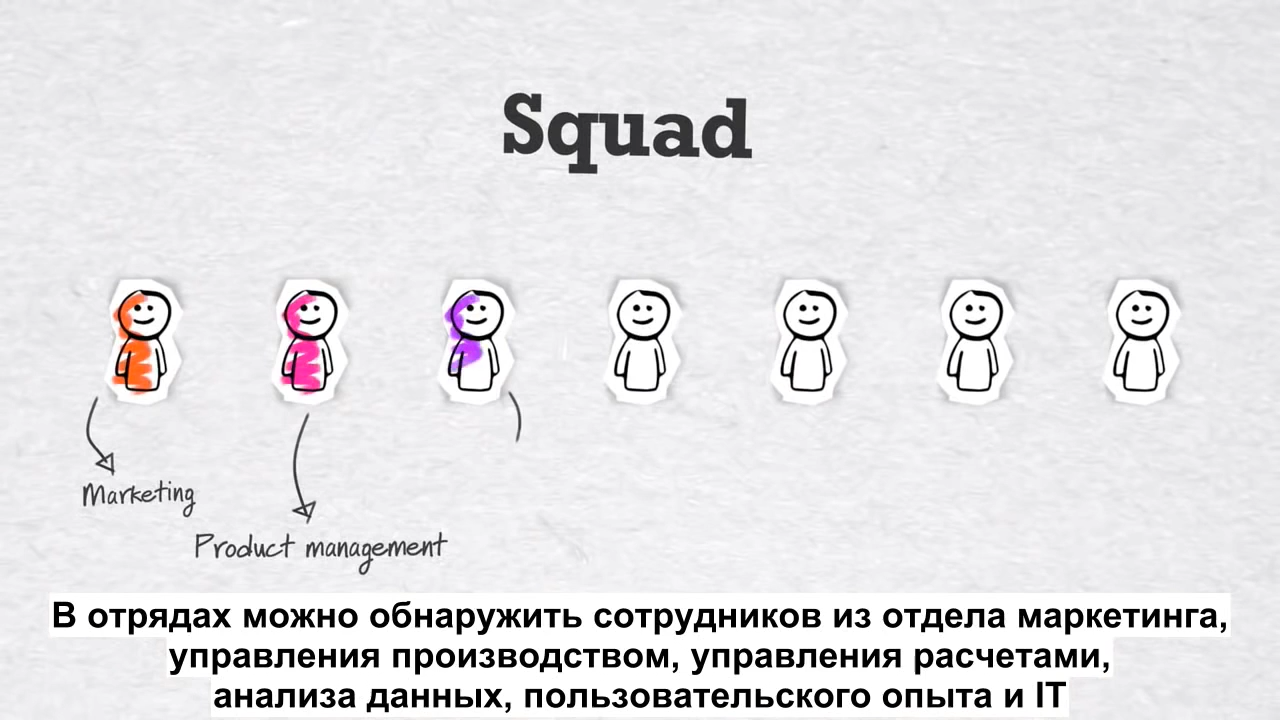 Squad
Marketing
Product management
В отрядах можно обнаружить сотрудников из отдела маркетинга,
управления производством, управления расчетами,
анализа данных, пользовательского опыта и IT